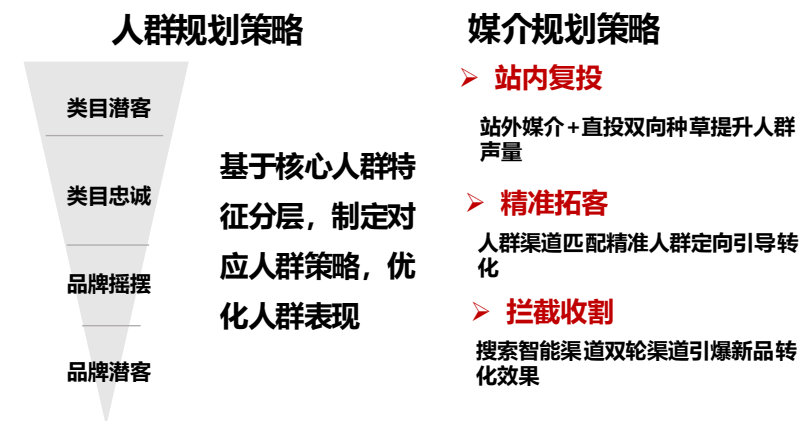 人群规划策略
类目潜客
类目忠诚
品牌摇摆
品牌潜客
基于核心人群特
征分层，制定对
应人群策略，优
化人群表现
媒介规划策略
站内复投
站外媒介+直投双向种草提升人群
声量
精准拓客
人群渠道匹配精准人群定向引导转
化
拦截收割
搜索智能渠道双轮渠道引爆新品转
化效果